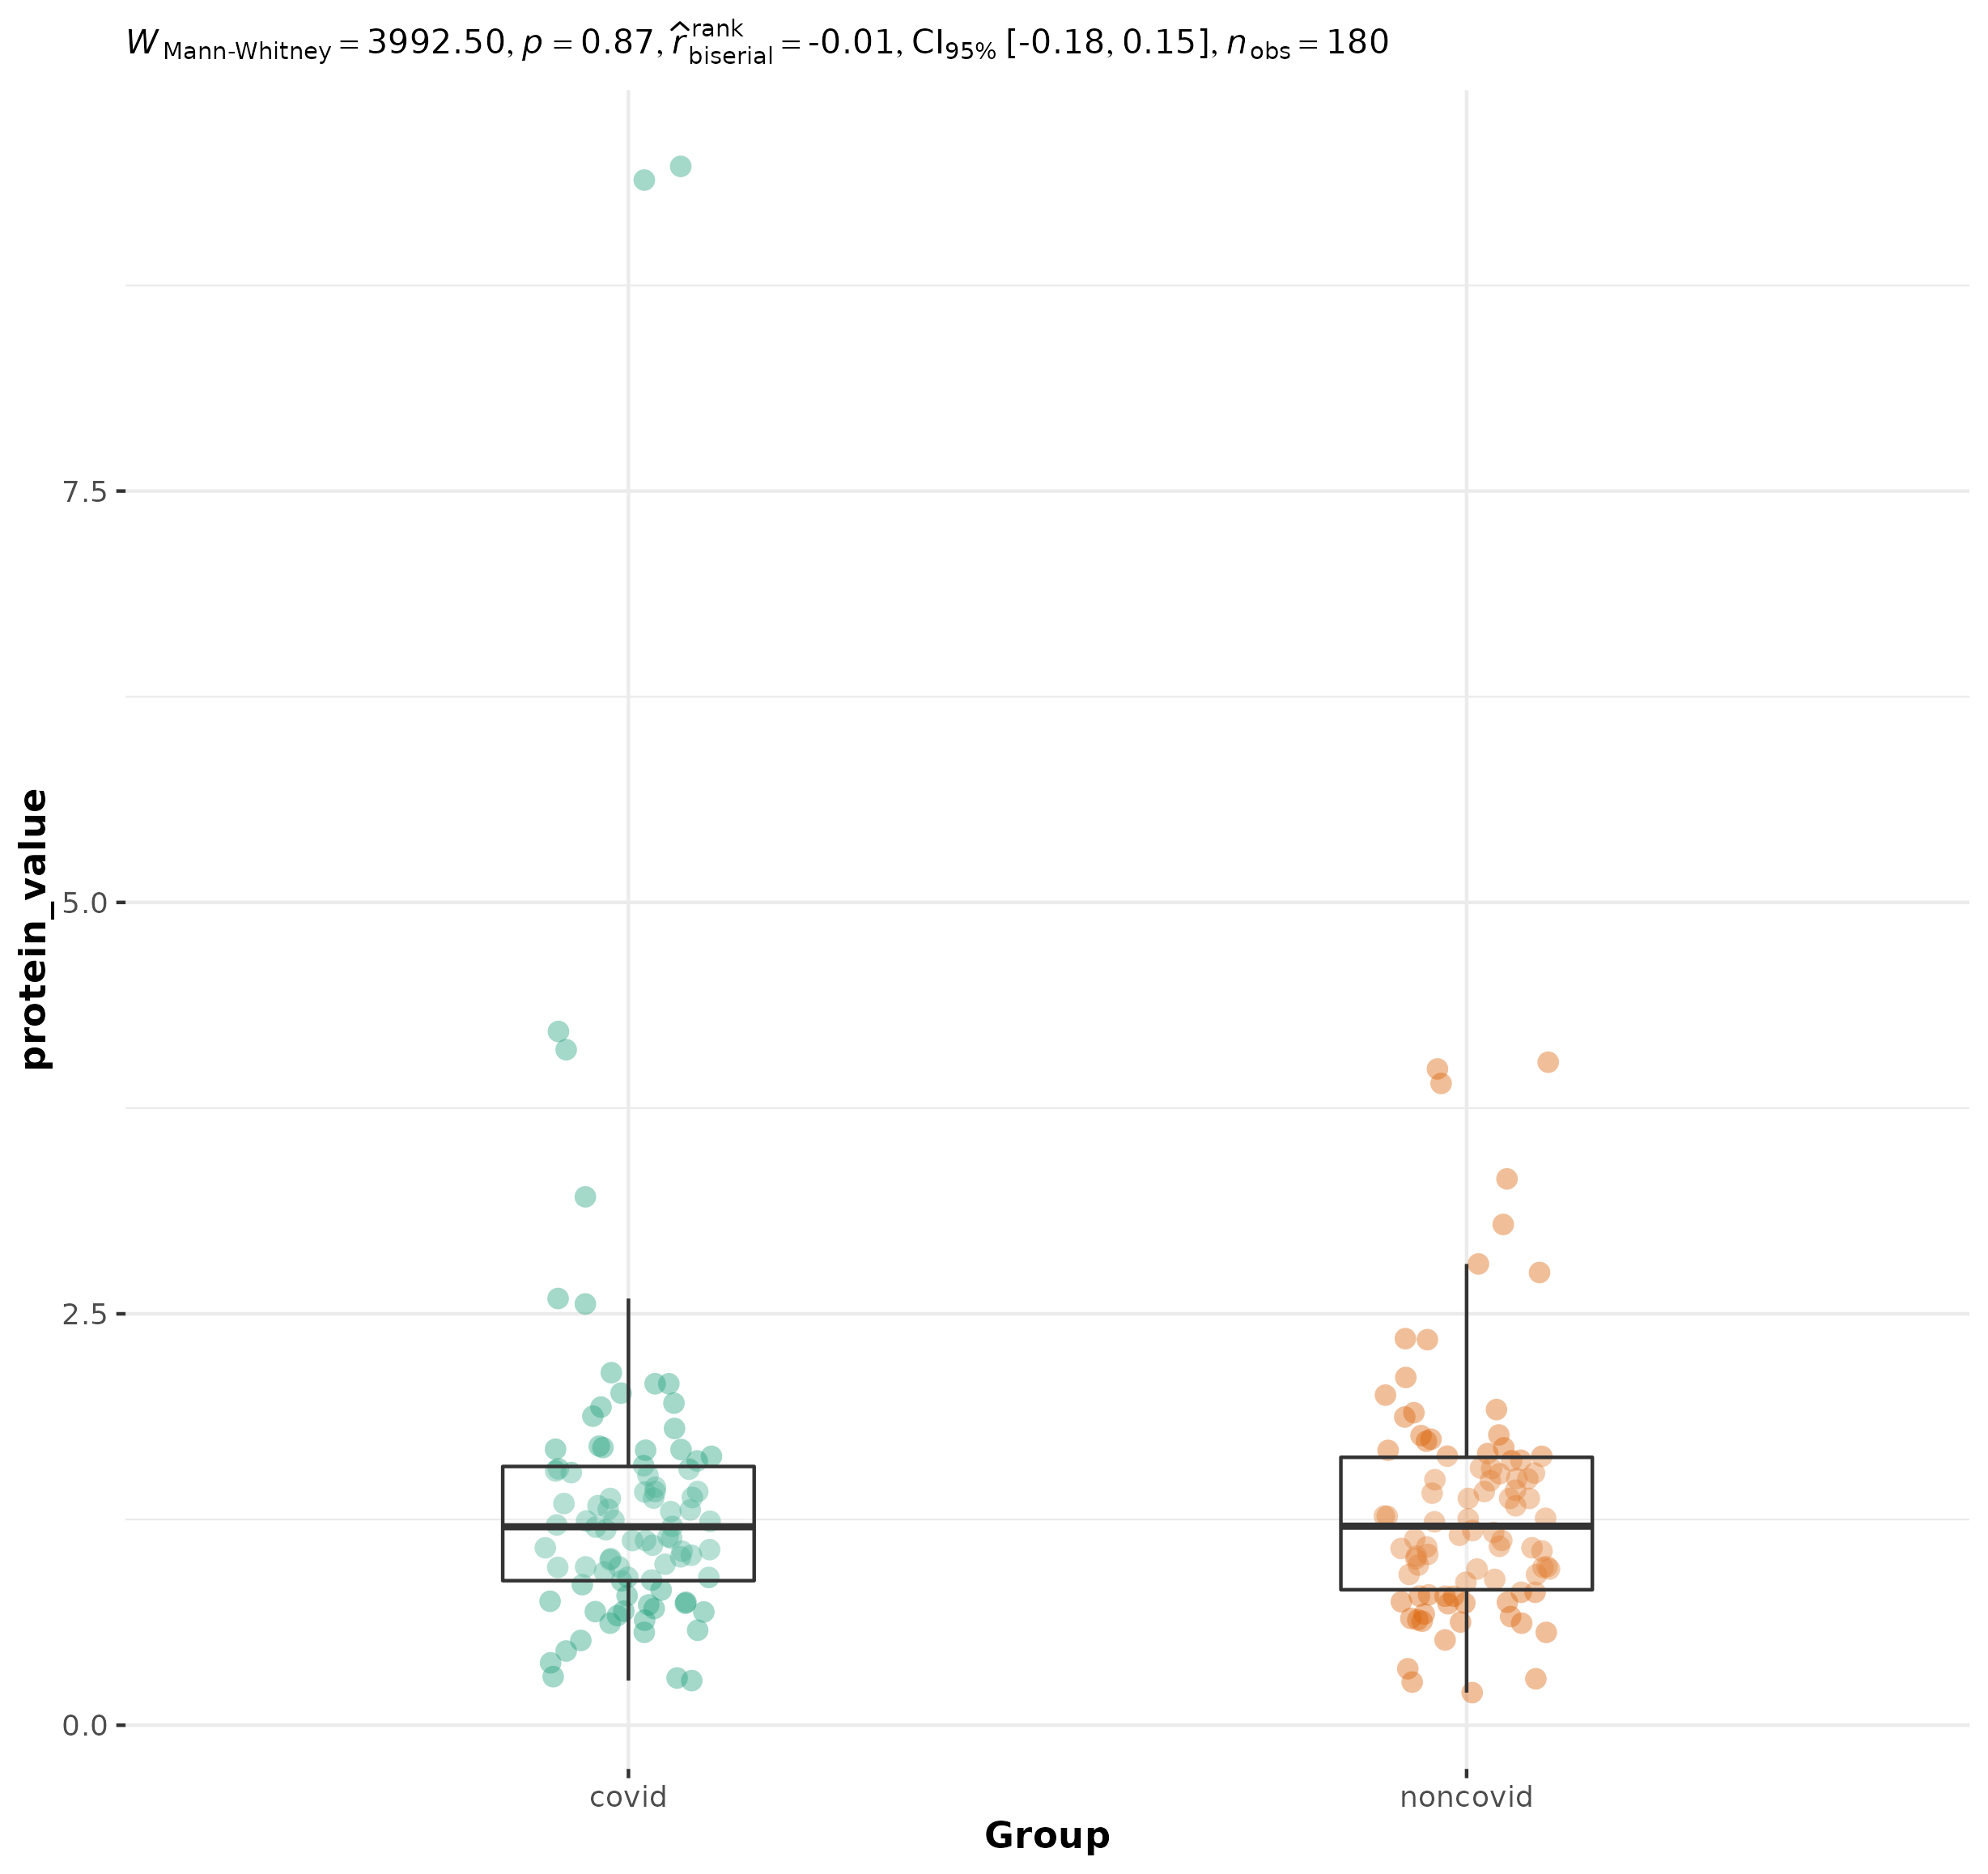 W Mann-Whitney = 3992.50, p = 0.87, r̂ rank biserial = -0.01, CI95% [-0.18, 0.15], nobs = 180
protein_value
7.5
5.0
2.5
0.0
covid noncovid
Group